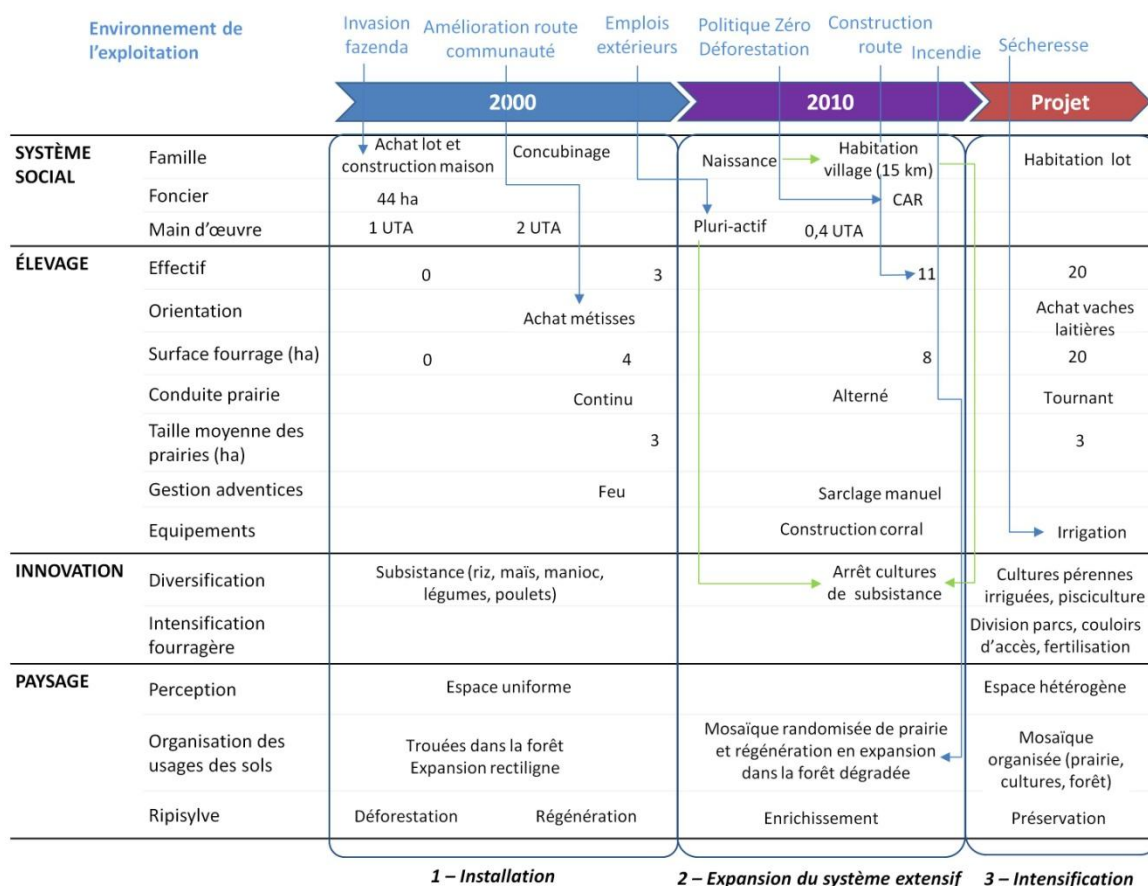 Environnement de
l'exploitation
Invasion
fazenda
Amélioration route
communauté
Emplois
extérieurs
Politique Zéro
Déforestation
Construction
route
Incendie
Sécheresse
2000
2010
Projet
SYSTÈME
SOCIAL
Famille
Achat lot et
construction maison
Concubinage
Naissance
Habitation
village (15 km)
Habitation lot
Foncier
44 ha
CAR
Main d'œuvre
1 UTA
2 UTA
Pluri-actif
0,4 UTA
ÉLEVAGE
Effectif
0
3
11
20
Orientation
Achat métisses
Achat vaches
laitières
Surface fourrage (ha)
0
4
8
20
Conduite prairie
Continu
Alterné
Tournant
Taille moyenne des
prairies (ha)
3
3
Gestion adventices
Feu
Sarclage manuel
Equipements
Construction corral
Irrigation
INNOVATION
Diversification
Subsistance (riz, maïs, manioc,
légumes, poulets)
Arrêt cultures
de subsistance
Cultures pérennes
irriguées, pisciculture
Intensification
fourragère
Division parcs, couloirs
d'accès, fertilisation
PAYSAGE
Perception
Espace uniforme
Espace hétérogène
Organisation des
usages des sols
Trouées dans la forêt
Expansion rectiligne
Mosaïque randomisée de prairie
et régénération en expansion
dans la forêt dégradée
Mosaïque
organisée (prairie,
cultures, forêt)
Ripisylve
Déforestation
Régénération
Enrichissement
Préservation
1 – Installation
2 – Expansion du système extensif
3 – Intensification